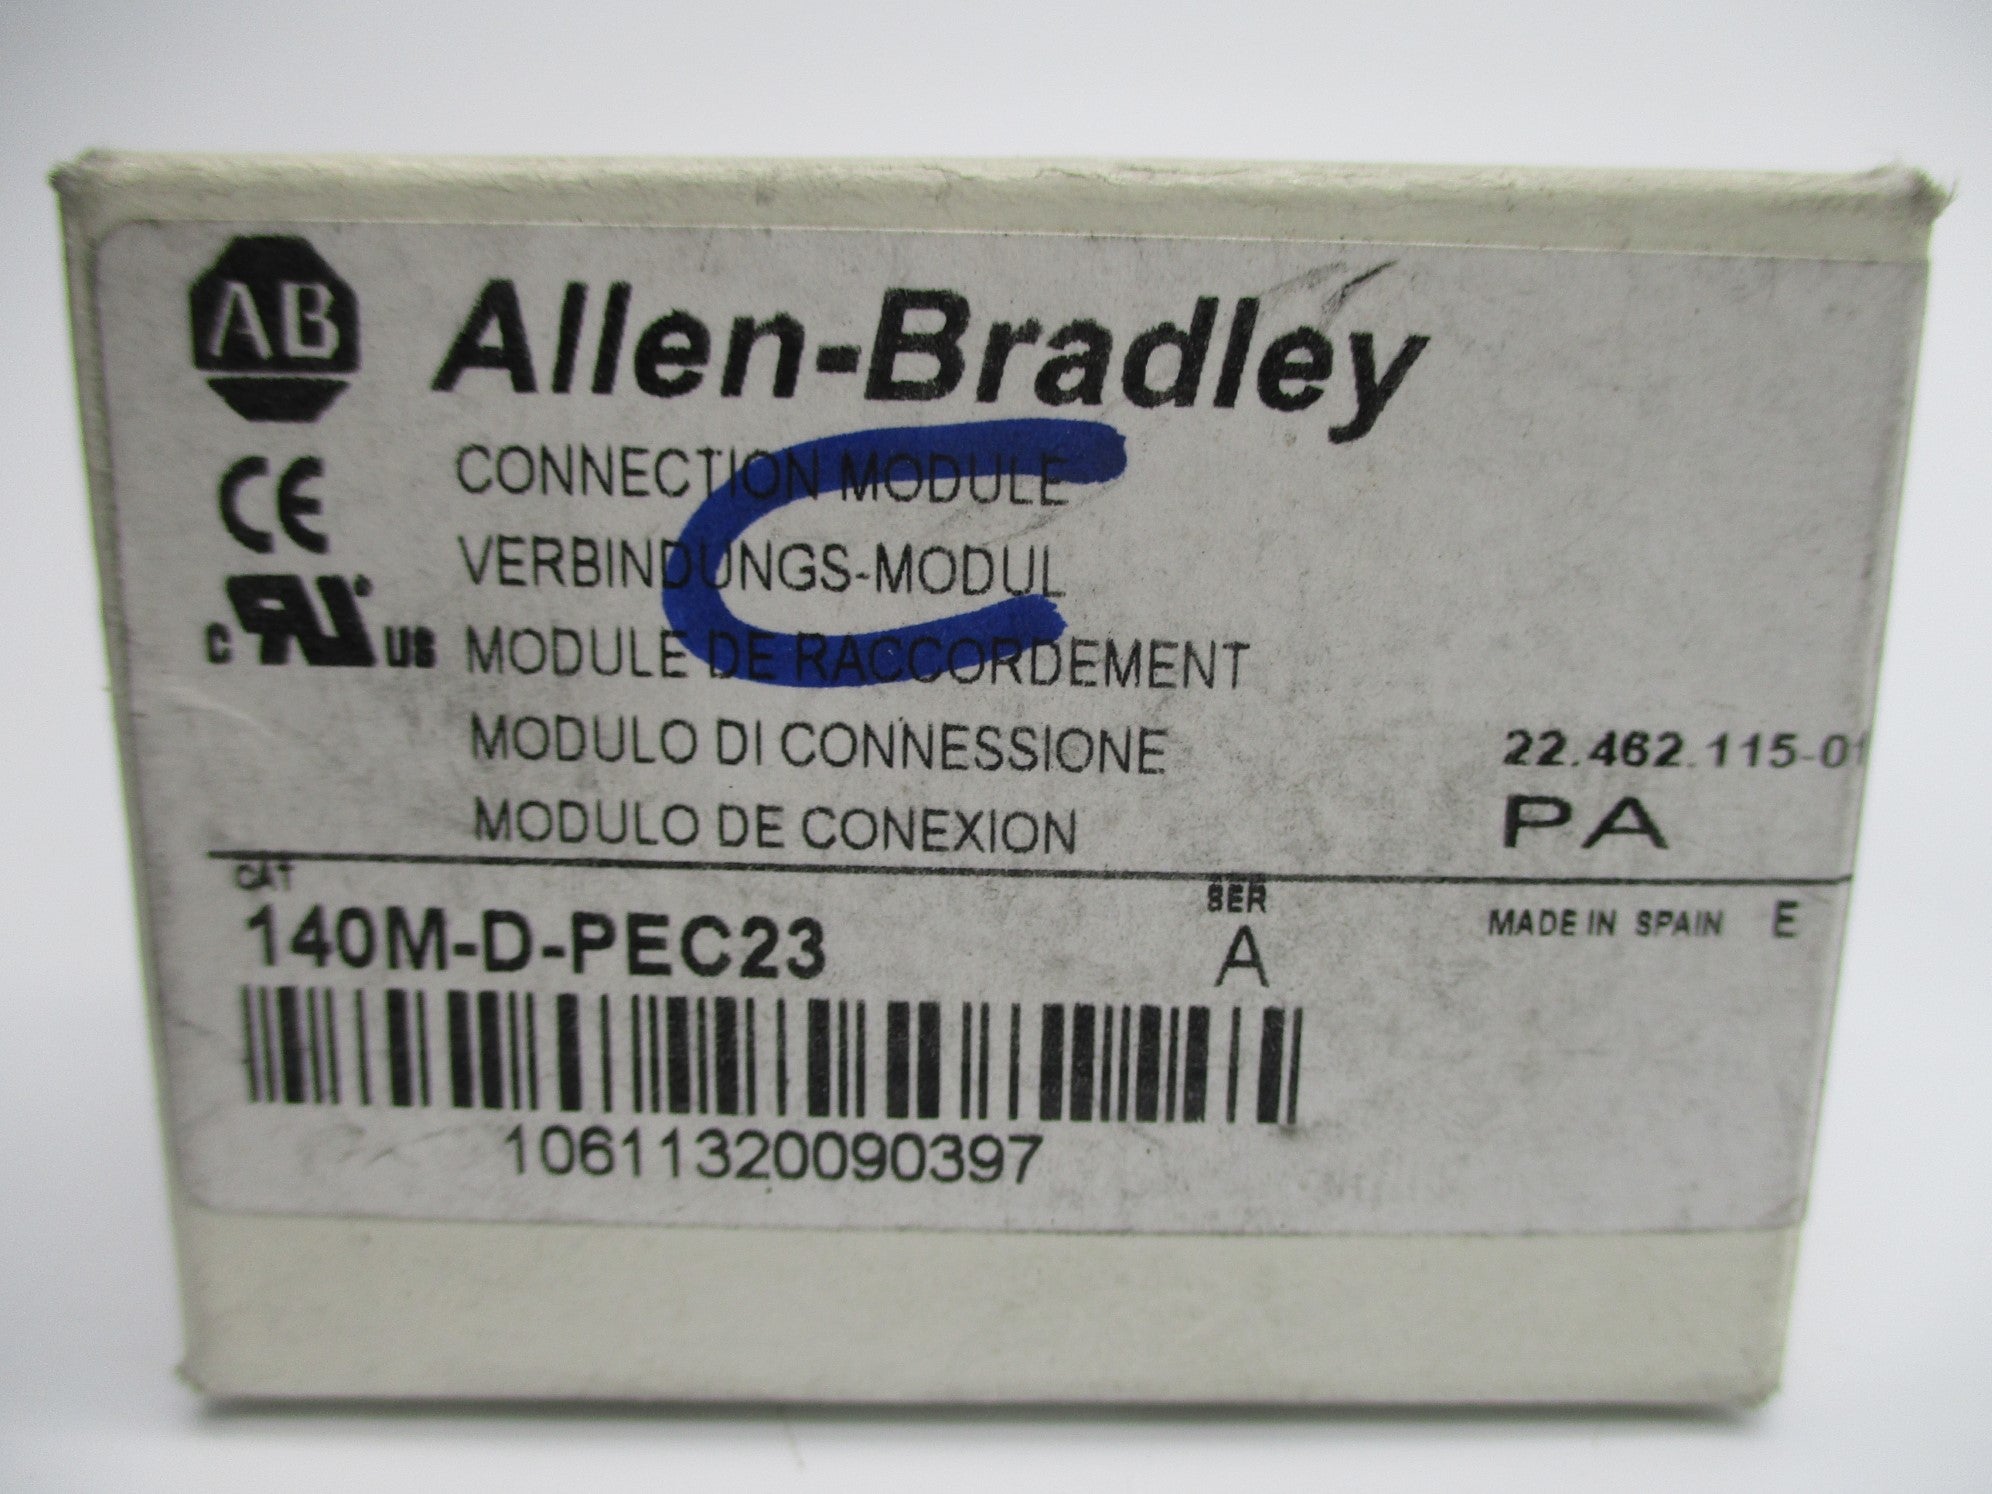 AB Allen-Bradley
CE
CONNECTION MODULE
VERBINDUNGS-MODUL
C RU US MODULE DE RACCORDEMENT
MODULO DI CONNESSIONE 22.462.115-01
MODULO DE CONEXION PA
CAT SER
140M-D-PEC23 A MADE IN SPAIN E
10611320090397